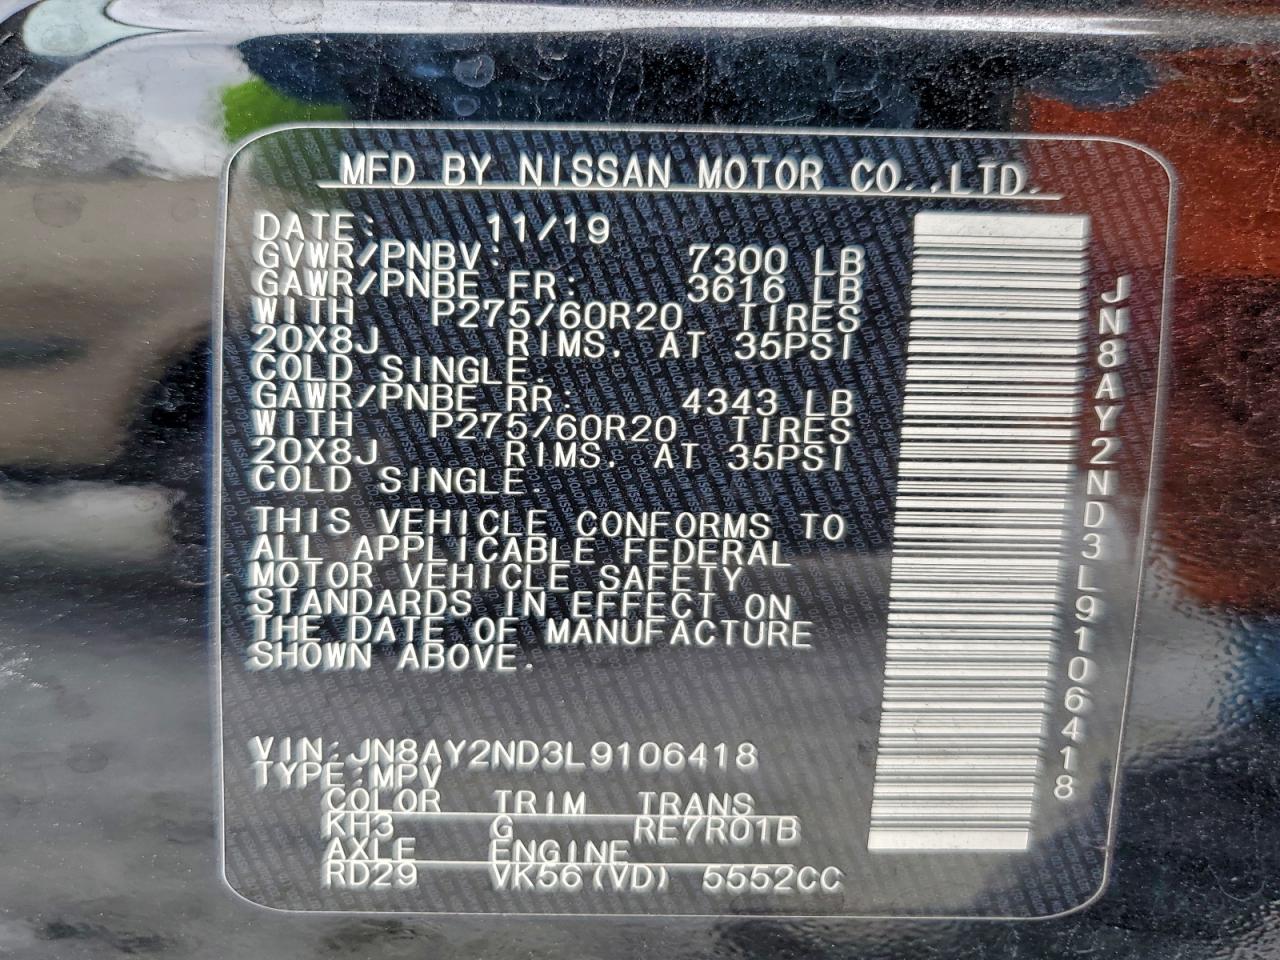 MFD BY NISSAN MOTOR CO.,LTD.
DATE: 11/19
GVWR/PNBV: 7300 LB
GAWR/PNBE FR: 3616 LB
WITH P275/60R20 TIRES
20X8J RIMS. AT 35PSI
COLD SINGLE.
GAWR/PNBE RR: 4343 LB
WITH P275/60R20 TIRES
20X8J RIMS. AT 35PSI
COLD SINGLE.
THIS VEHICLE CONFORMS TO
ALL APPLICABLE FEDERAL
MOTOR VEHICLE SAFETY
STANDARDS IN EFFECT ON
THE DATE OF MANUFACTURE
SHOWN ABOVE.
VIN:JN8AY2ND3L9106418
TYPE:MPV
COLOR TRIM TRANS
KH3 G RE7R01B
AXLE ENGINE
RD29 VK56(VD) 5552CC
JN8AY2ND3L9106418